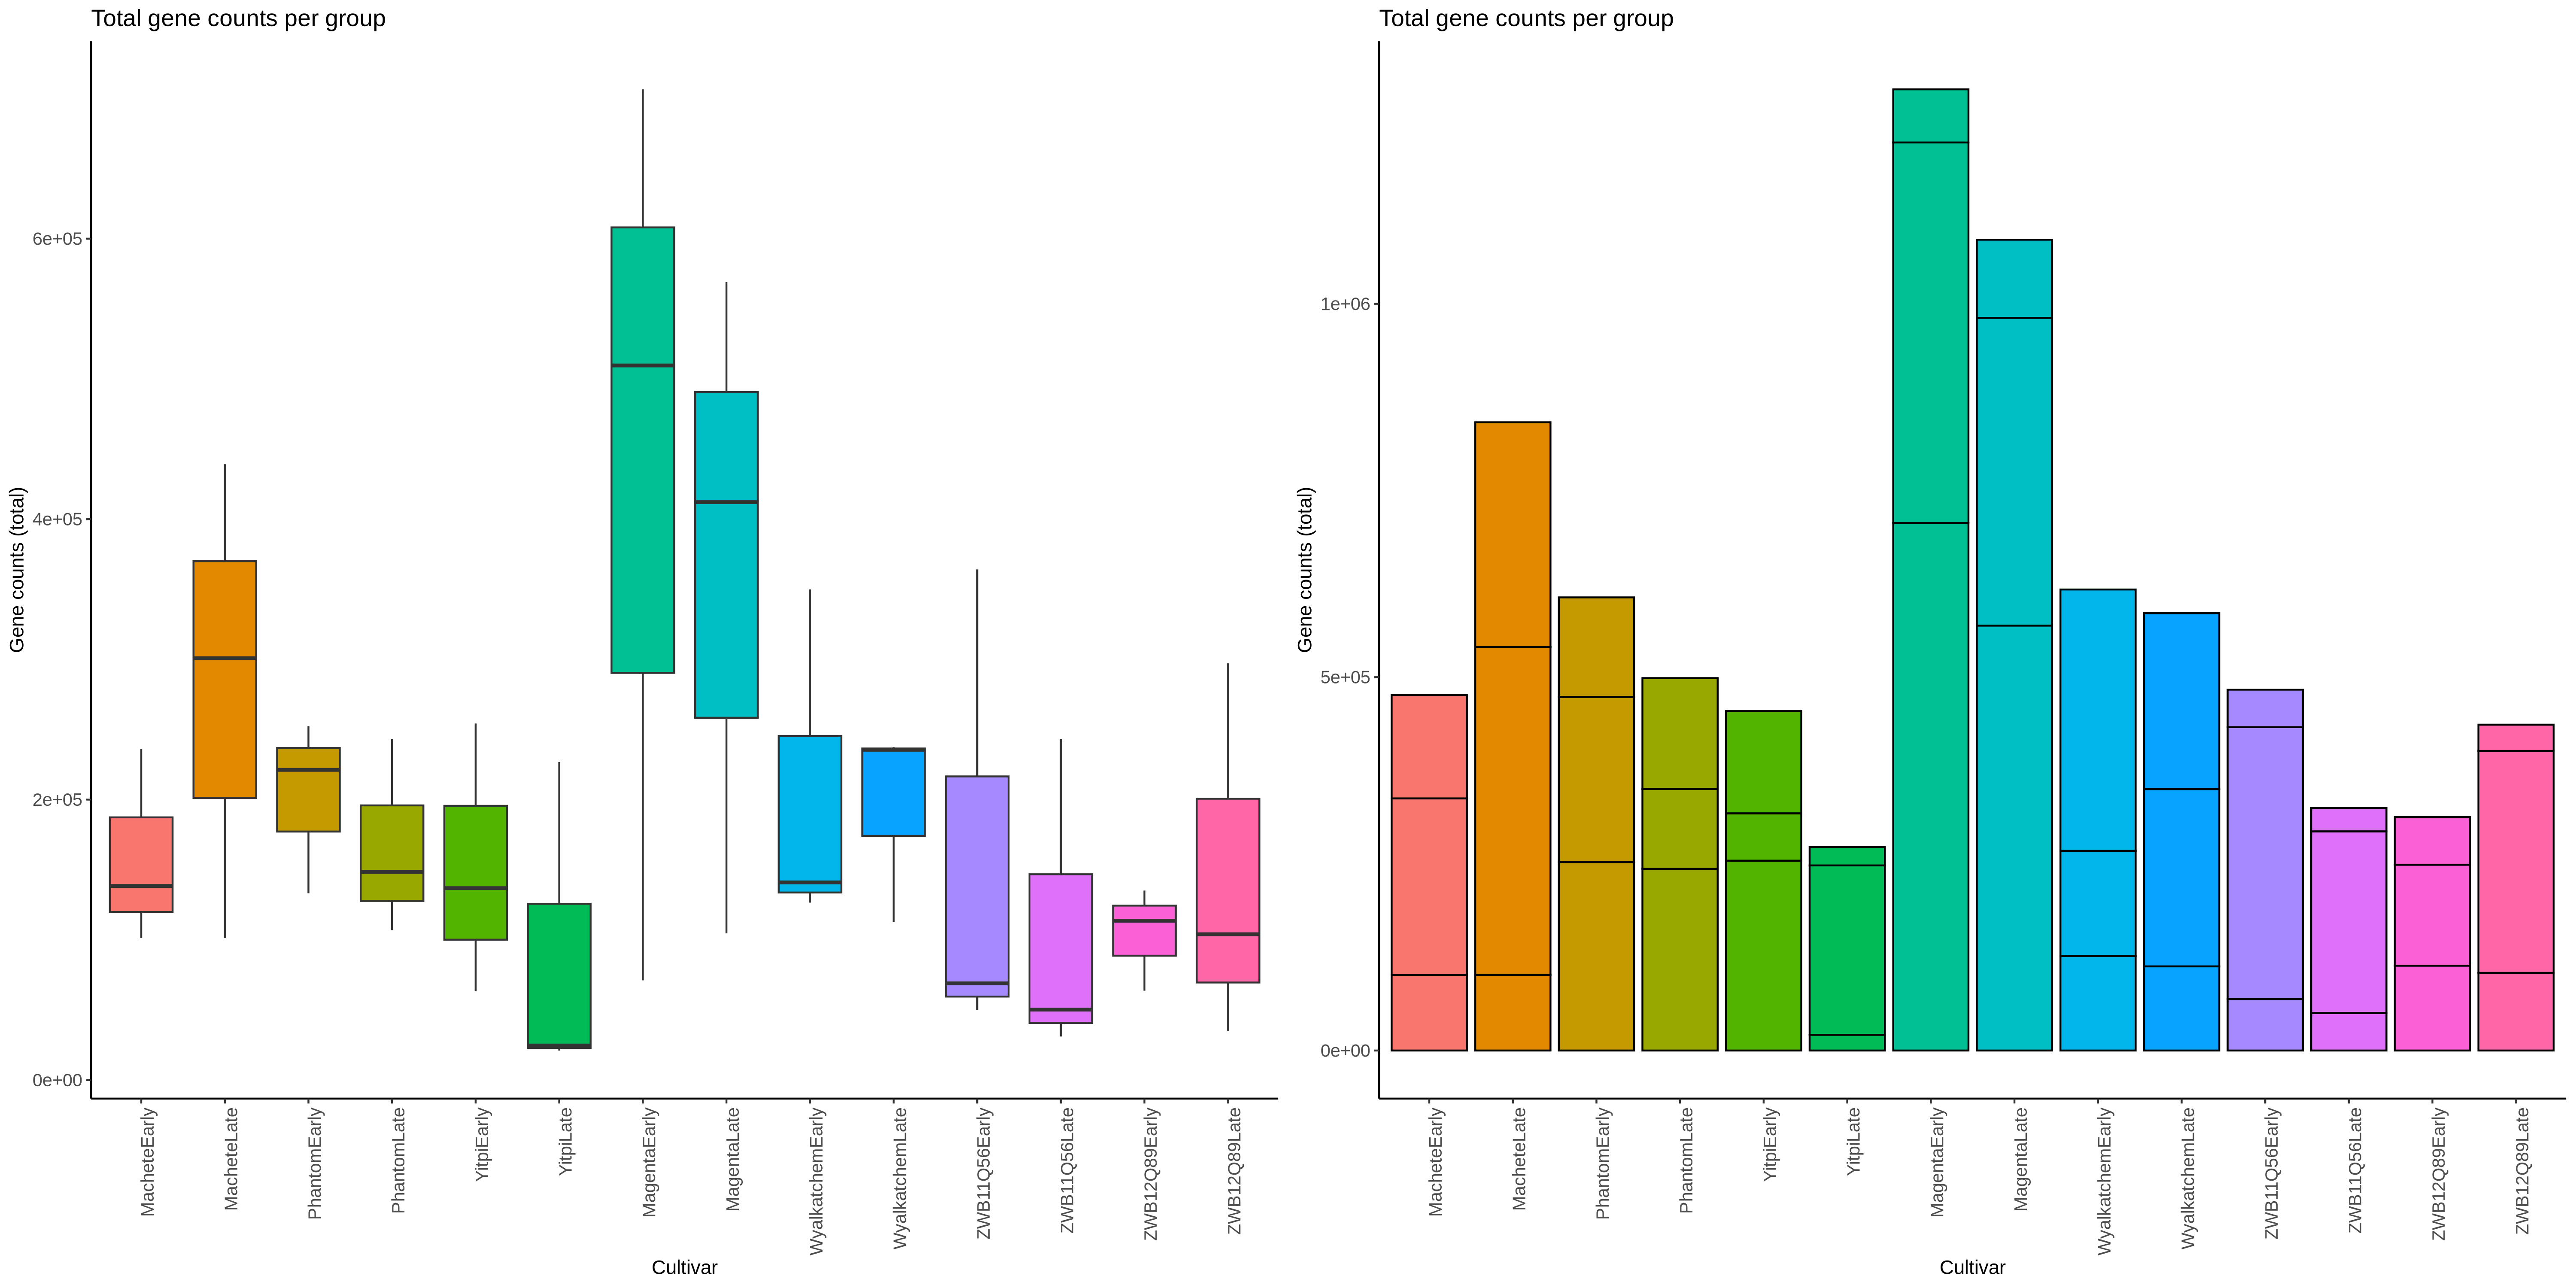 Total gene counts per group
Gene counts (total)
6e+05
4e+05
2e+05
0e+00
MacheteEarly
MacheteLate
PhantomEarly
PhantomLate
YitpiEarly
YitpiLate
MagentaEarly
MagentaLate
WyalkatchemEarly
WyalkatchemLate
ZWB11Q56Early
ZWB11Q56Late
ZWB12Q89Early
ZWB12Q89Late
Cultivar
Total gene counts per group
Gene counts (total)
1e+06
5e+05
0e+00
MacheteEarly
MacheteLate
PhantomEarly
PhantomLate
YitpiEarly
YitpiLate
MagentaEarly
MagentaLate
WyalkatchemEarly
WyalkatchemLate
ZWB11Q56Early
ZWB11Q56Late
ZWB12Q89Early
ZWB12Q89Late
Cultivar